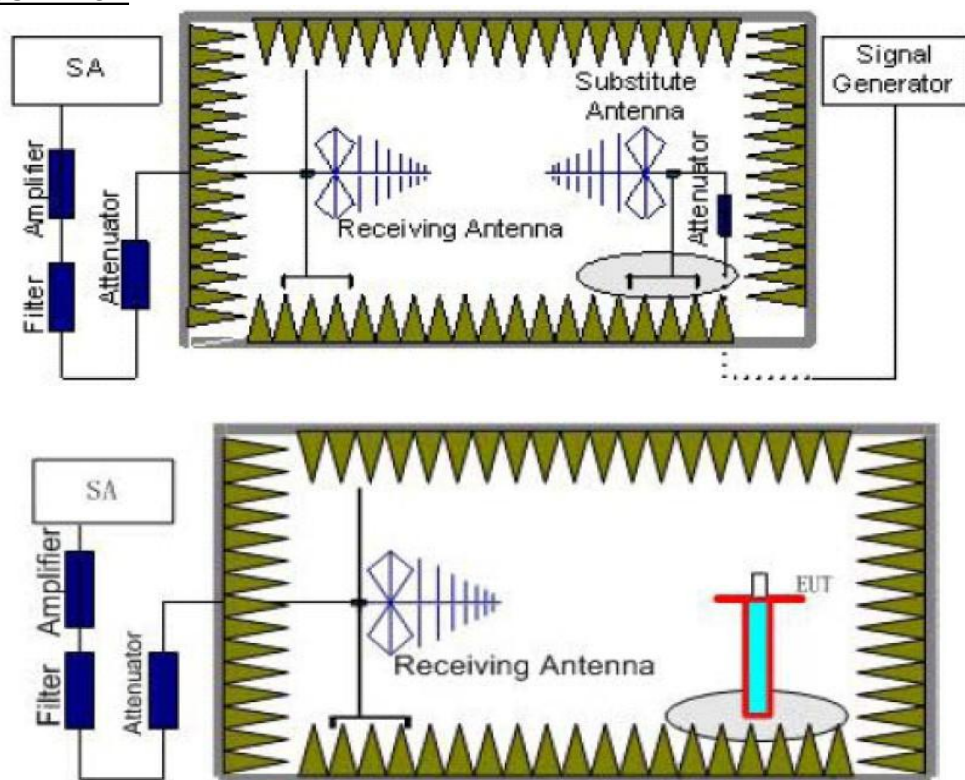 SA
Signal
Generator
Substitute
Antenna
Amplifier
Attenuator
Attenuator
Receiving Antenna
Filter
SA
Amplifier
EUT
Receiving Antenna
Filter
Attenuator